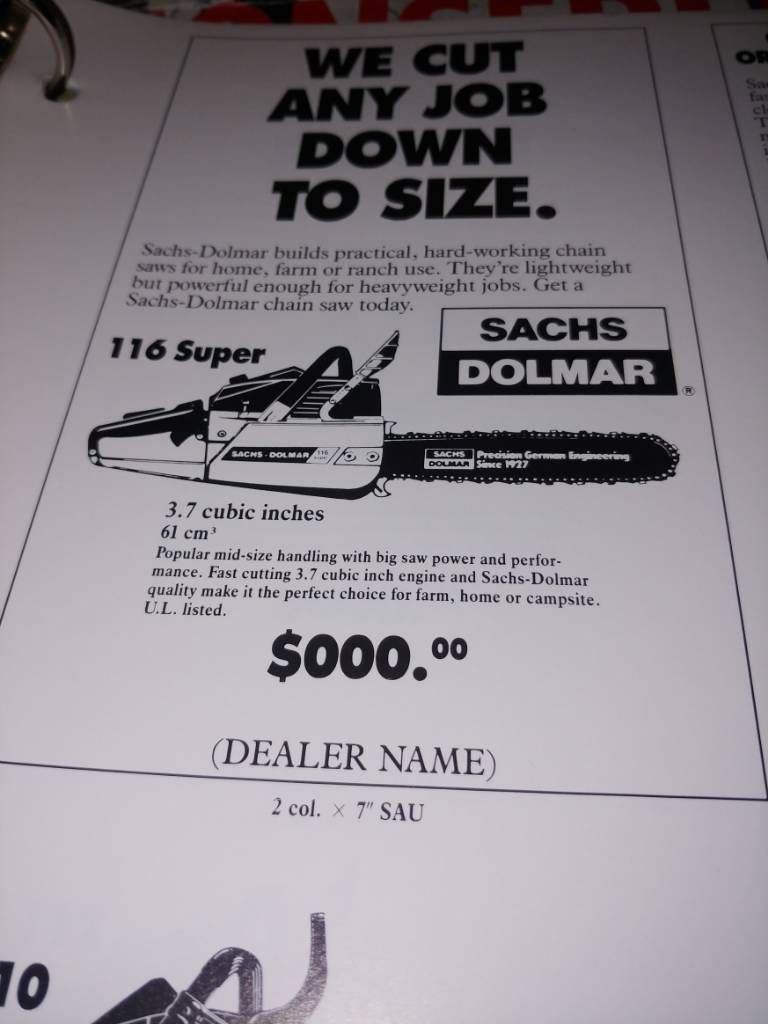 WE CUT
ANY JOB
DOWN
TO SIZE.
Sachs-Dolmar builds practical, hard-working chain
saws for home, farm or ranch use. They're lightweight
but powerful enough for heavyweight jobs. Get a
Sachs-Dolmar chain saw today.
SACHS
DOLMAR
®
116 Super
SACHS-DOLMAR 116
SACHS
DOLMAR
Precision German Engineering
Since 1927
3.7 cubic inches
61 cm³
Popular mid-size handling with big saw power and perfor-
mance. Fast cutting 3.7 cubic inch engine and Sachs-Dolmar
quality make it the perfect choice for farm, home or campsite.
U.L. listed.
$000.⁰⁰
(DEALER NAME)
2 col. × 7" SAU
10